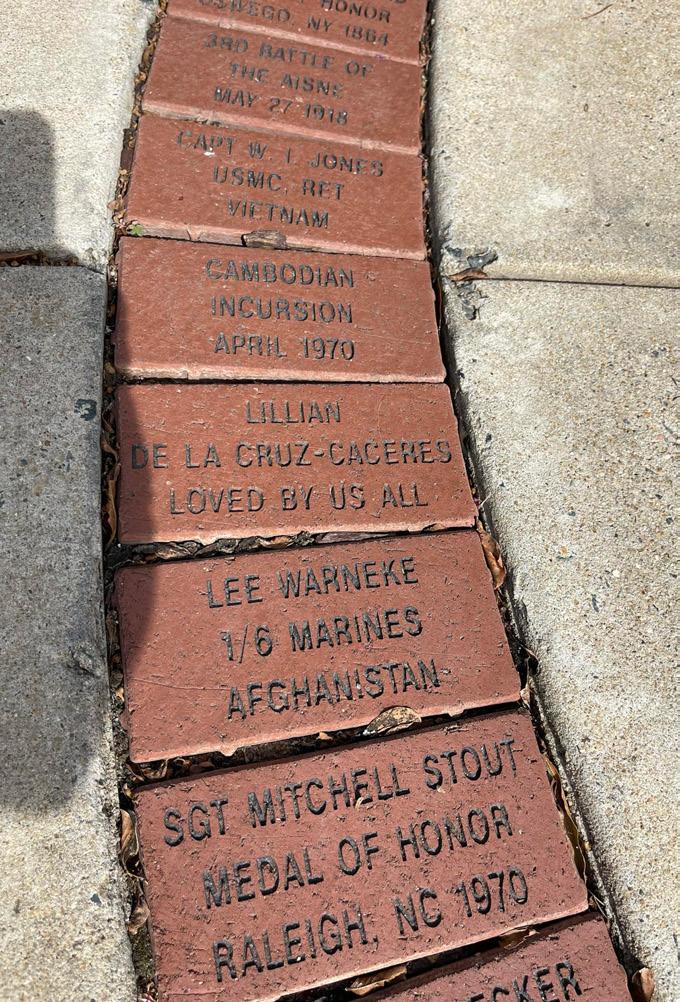 HONOR
OSWEGO, NY 1864
3RD BATTLE OF
THE AISNE
MAY 27 1918
CAPT W. I. JONES
USMC, RET
VIETNAM
CAMBODIAN
INCURSION
APRIL 1970
LILLIAN
DE LA CRUZ-CACERES
LOVED BY US ALL
LEE WARNEKE
1/6 MARINES
AFGHANISTAN
SGT MITCHELL STOUT
MEDAL OF HONOR
RALEIGH, NC 1970